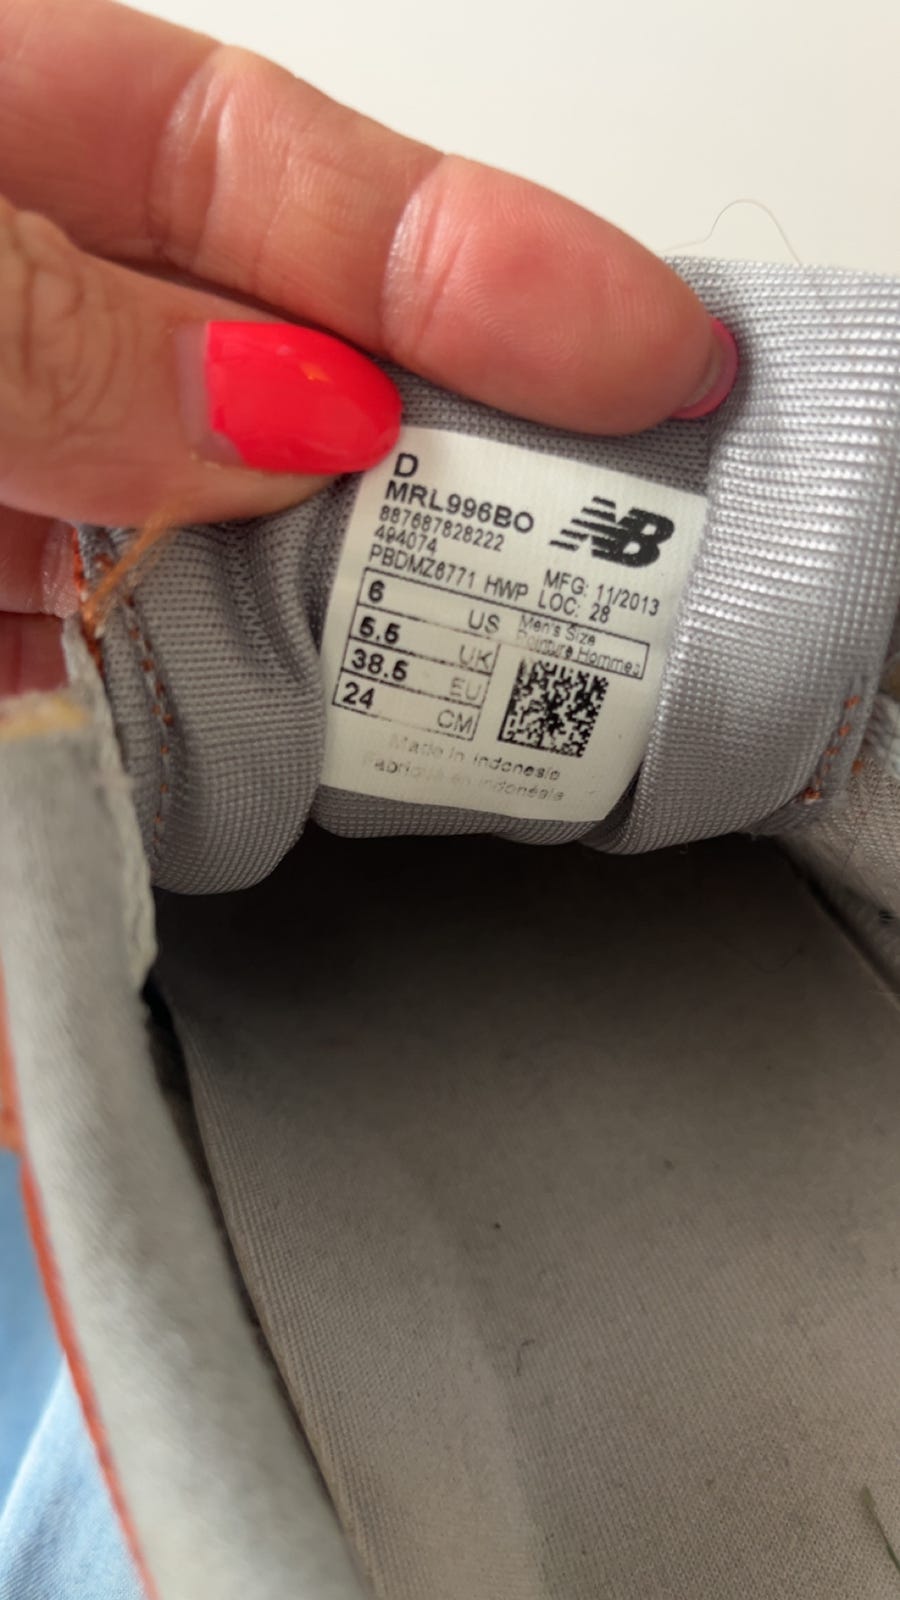 D
MRL996BO
887687828222
494074
PBDMZ6771 HWP
NB
MFG: 11/2013
LOC: 28
6 US
5.5 UK
38.5 EU
24 CM
Men's Size
Pointure Hommes
Made in Indonesia
Fabriqué en Indonésie